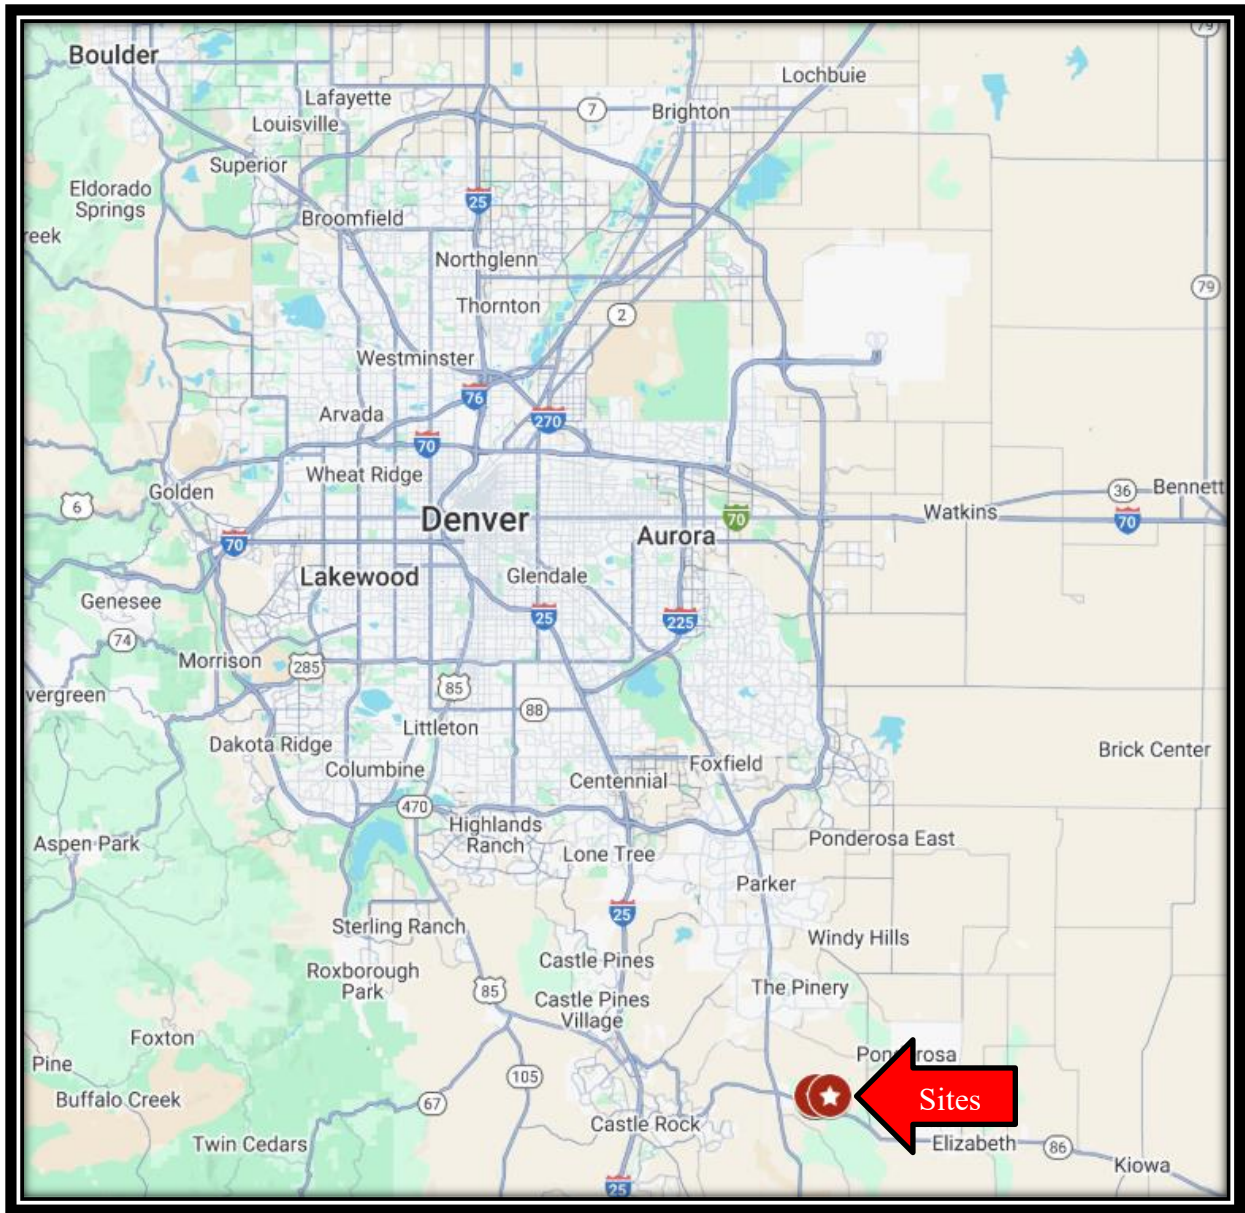 79
Boulder
Lochbuie
Lafayette
7
Brighton
Louisville
Superior
Eldorado
Springs
25
Broomfield
reek
Northglenn
79
Thornton
2
Westminster
76
Arvada
270
70
Wheat Ridge
Golden
6
36
Bennett
Denver
70
Watkins
70
Aurora
70
Lakewood
Glendale
Genesee
25
225
74
Morrison
285
85
vergreen
88
Littleton
Dakota Ridge
Columbine
Foxfield
Brick Center
Centennial
470
Highlands
Ranch
Aspen Park
Lone Tree
Ponderosa East
Parker
25
Sterling Ranch
Windy Hills
Castle Pines
Roxborough
Park
85
The Pinery
Castle Pines
Village
Foxton
Ponderosa
Pine
105
Buffalo Creek
67
Sites
Castle Rock
Twin Cedars
Elizabeth
86
Kiowa
25